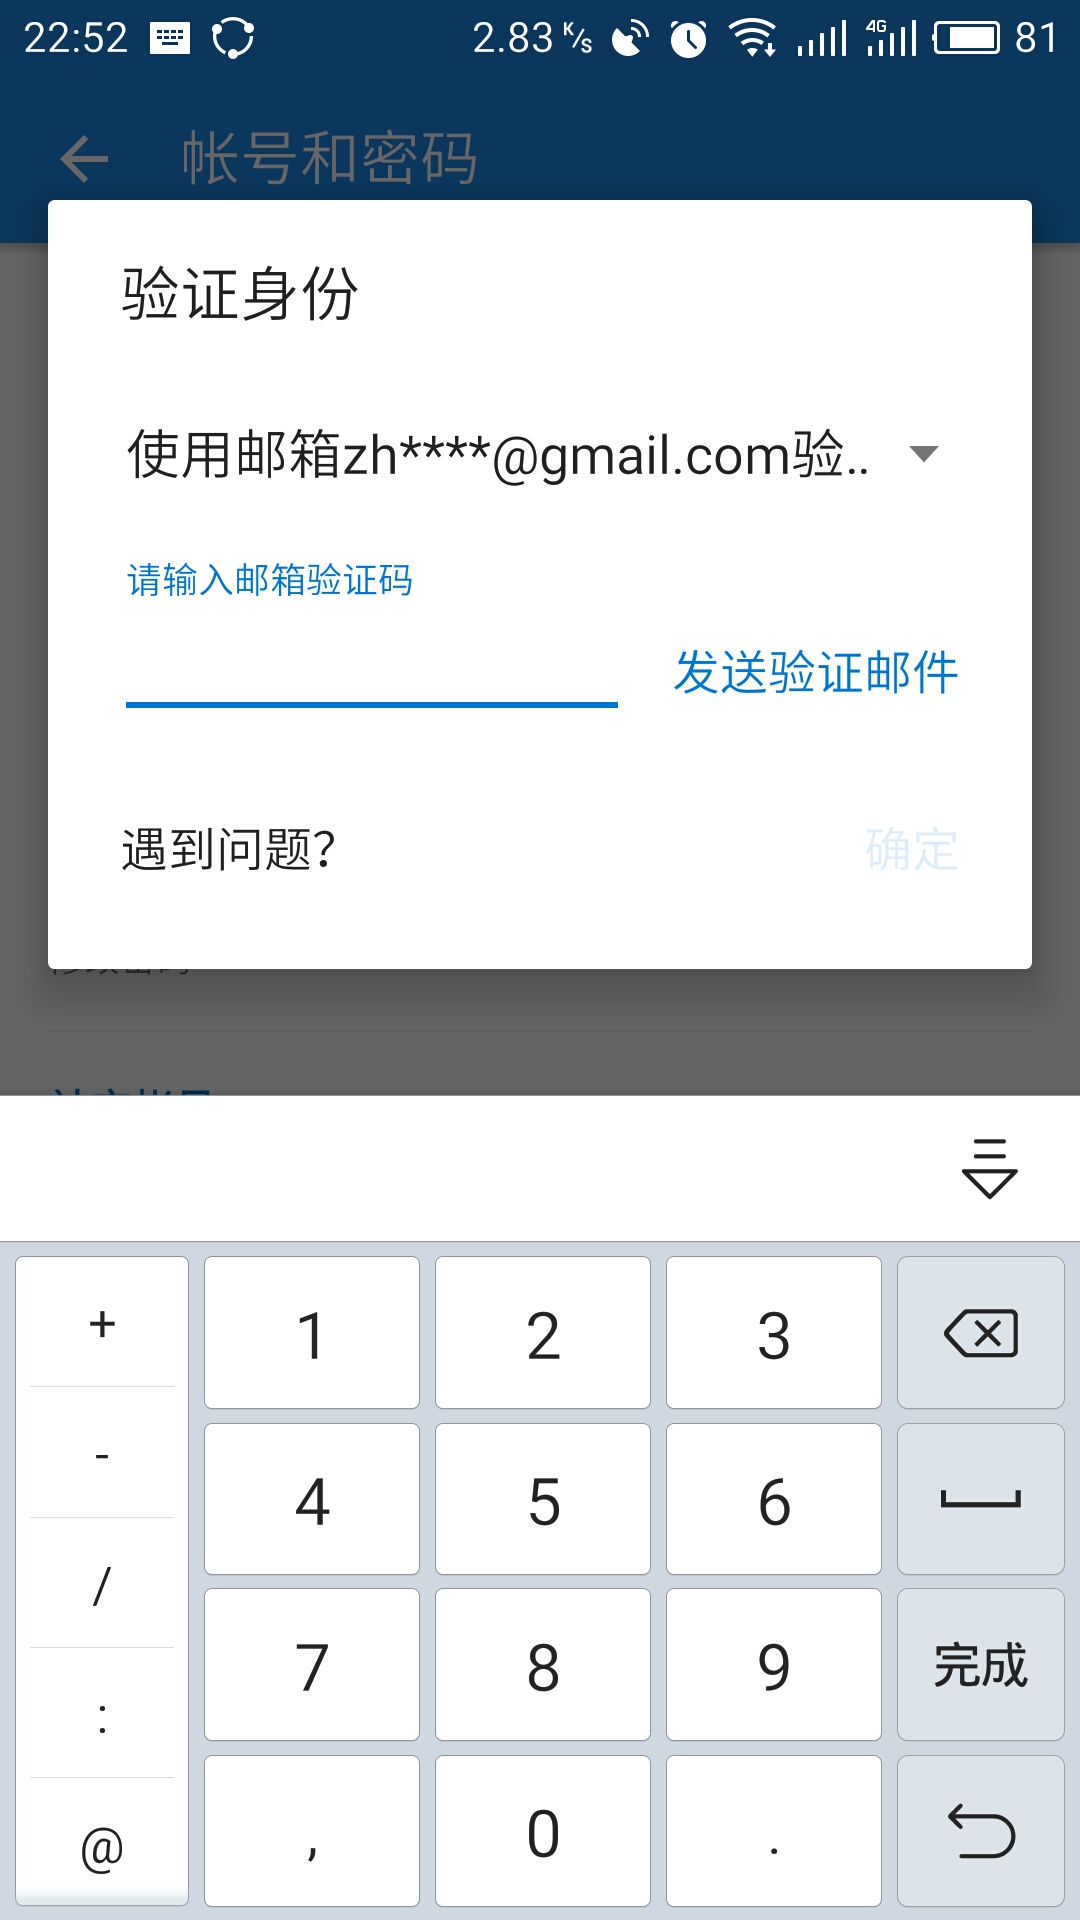 22:52 2.83 K/s 4G 81
帐号和密码
验证身份
使用邮箱zh****@gmail.com验..
请输入邮箱验证码
发送验证邮件
遇到问题?
确定
+ 1 2 3
- 4 5 6
/ 7 8 9 完成
:
@ , 0 .